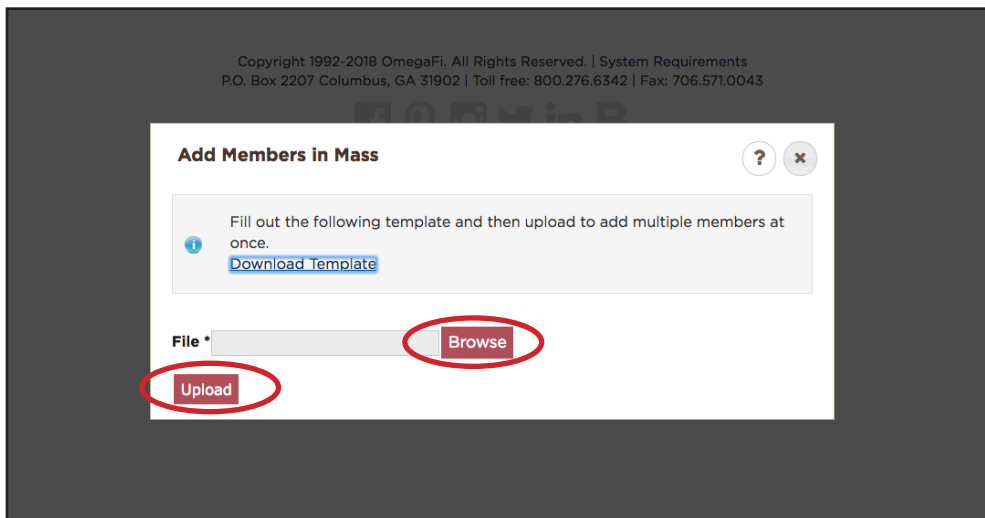 Copyright 1992-2018 OmegaFi. All Rights Reserved. | System Requirements
P.O. Box 2207 Columbus, GA 31902 | Toll free: 800.276.6342 | Fax: 706.571.0043
Add Members in Mass
?
×
Fill out the following template and then upload to add multiple members at
once.
Download Template
File * Browse
Upload